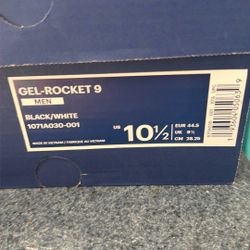 GEL-ROCKET 9
MEN
BLACK/WHITE
1071A030-001
MADE IN VIETNAM / FABRIQUE AU VIETNAM
US 10½
EUR 44.5
UK 9½
CM 28.25